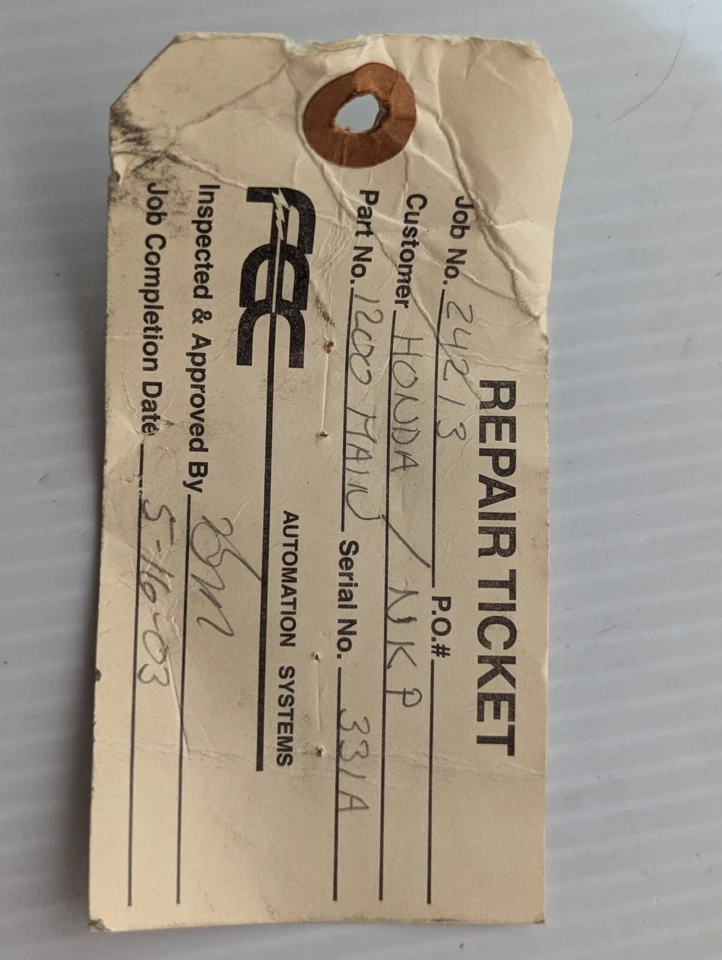 REPAIR TICKET
Job No. 24213 P.O.#
Customer HONDA / NKP
Part No. 1200 MAIN Serial No. 331A
FEC AUTOMATION SYSTEMS
Inspected & Approved By
Job Completion Date 5-16-03